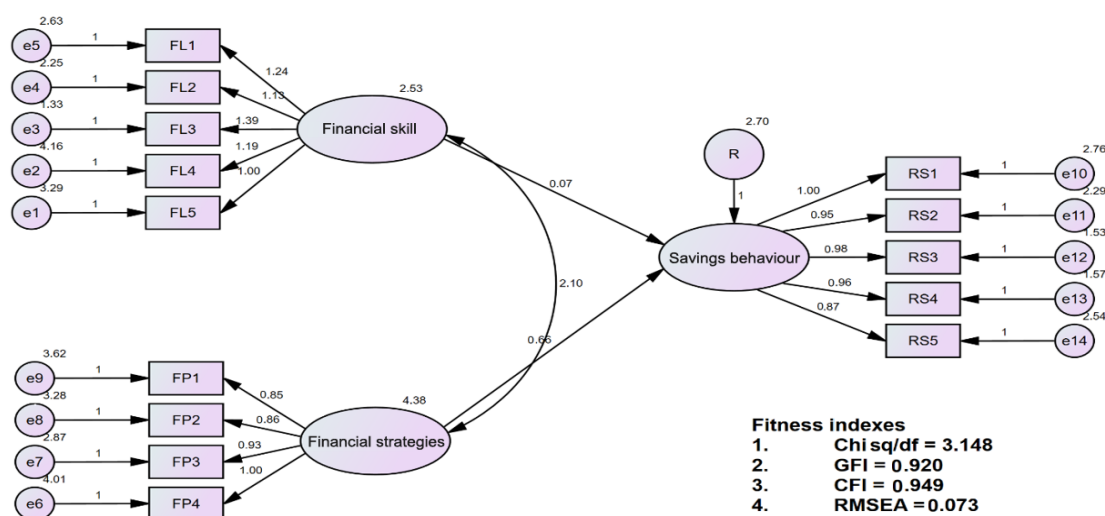 2.63
e5 1 FL1
2.25
e4 1 FL2
1.33
e3 1 FL3
4.16
e2 1 FL4
3.29
e1 1 FL5
1.24
1.13
1.39
1.19
1.00
2.53
Financial skill
0.07
2.10
0.66
2.70
R
1
Savings behaviour
1.00
0.95
0.98
0.96
0.87
2.76
RS1 1 e10
2.29
RS2 1 e11
1.53
RS3 1 e12
1.57
RS4 1 e13
2.54
RS5 1 e14
3.62
e9 1 FP1
3.28
e8 1 FP2
2.87
e7 1 FP3
4.01
e6 1 FP4
0.85
0.86
0.93
1.00
4.38
Financial strategies
Fitness indexes
1. Chi sq/df = 3.148
2. GFI = 0.920
3. CFI = 0.949
4. RMSEA = 0.073